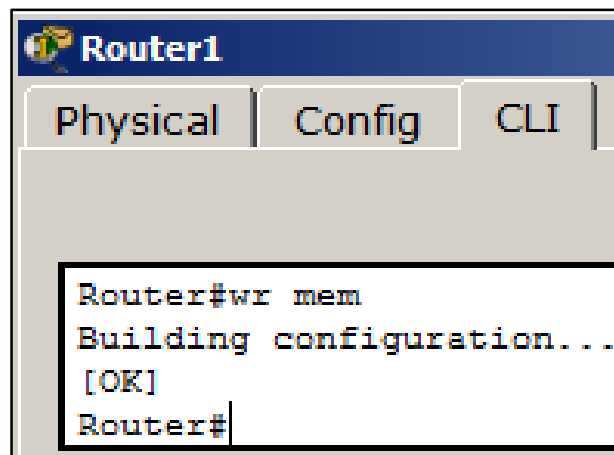 Router1
Physical Config CLI
Router#wr mem
Building configuration...
[OK]
Router#